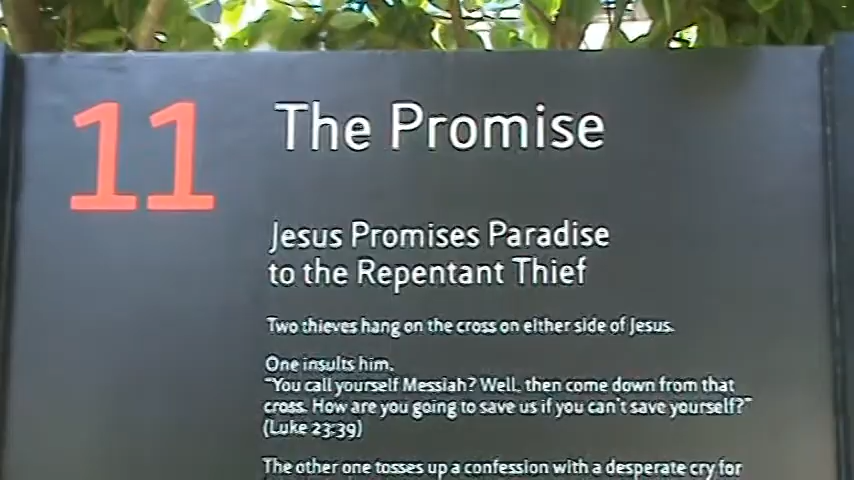 11
The Promise
Jesus Promises Paradise
to the Repentant Thief
Two thieves hang on the cross on either side of Jesus.
One insults him.
"You call yourself Messiah? Well, then come down from that
cross. How are you going to save us if you can't save yourself?"
(Luke 23:39)
The other one tosses up a confession with a desperate cry for